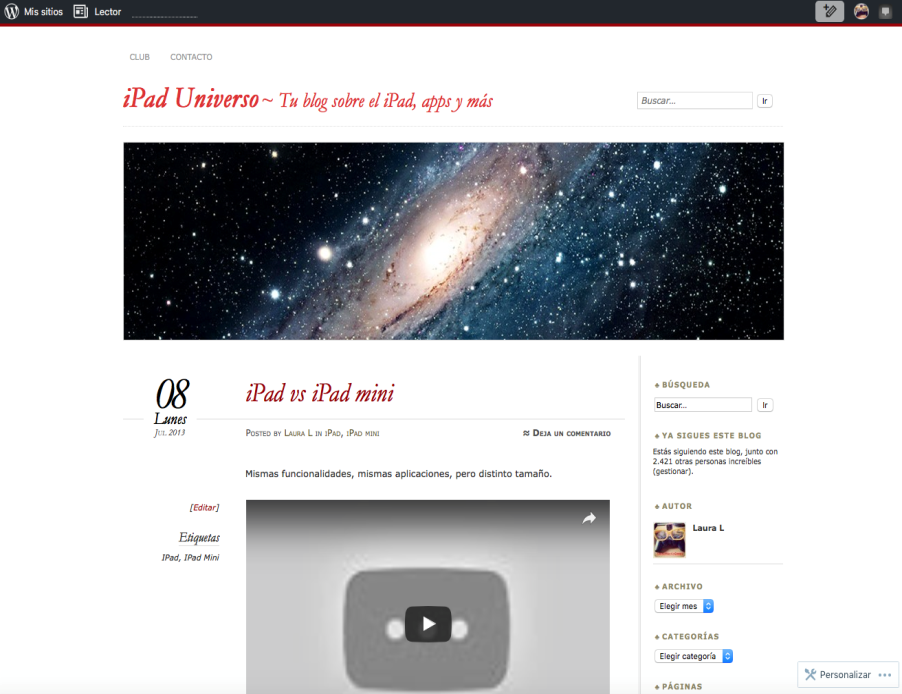 Mis sitios Lector
CLUB CONTACTO
iPad Universo ~ Tu blog sobre el iPad, apps y más
Buscar... Ir
08
Lunes
Jul 2013
iPad vs iPad mini
Posted by Laura L in iPad, iPad mini
≈ Deja un comentario
Mismas funcionalidades, mismas aplicaciones, pero distinto tamaño.
[Editar]
Etiquetas
IPad, IPad Mini
♠ BÚSQUEDA
Buscar... Ir
♠ YA SIGUES ESTE BLOG
Estás siguiendo este blog, junto con
2.421 otras personas increíbles
(gestionar).
♠ AUTOR
Laura L
♠ ARCHIVO
Elegir mes
♠ CATEGORÍAS
Elegir categoría
♠ PÁGINAS
Personalizar